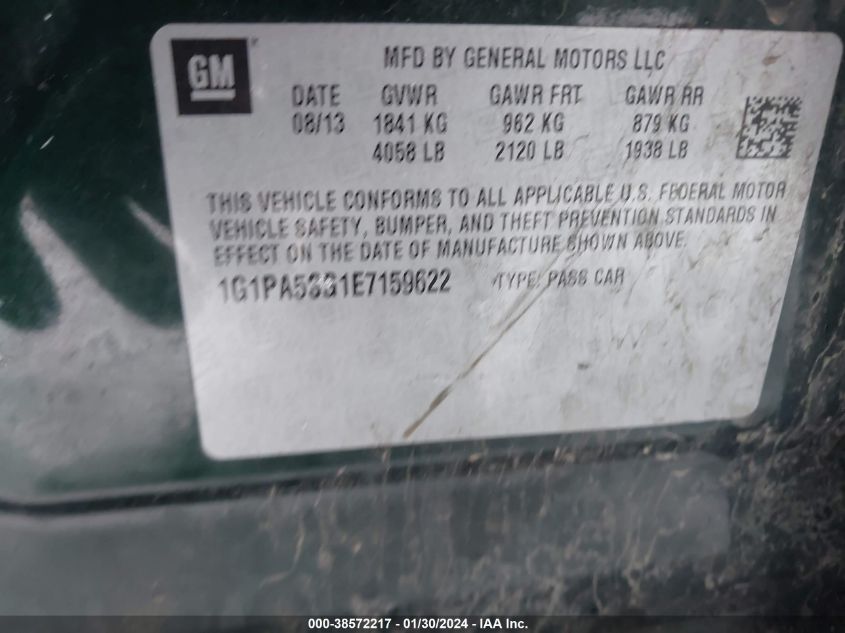 GM
MFD BY GENERAL MOTORS LLC
DATE GVWR GAWR FRT GAWR RR
08/13 1841 KG 962 KG 879 KG
4058 LB 2120 LB 1938 LB
THIS VEHICLE CONFORMS TO ALL APPLICABLE U.S. FEDERAL MOTOR
VEHICLE SAFETY, BUMPER, AND THEFT PREVENTION STANDARDS IN
EFFECT ON THE DATE OF MANUFACTURE SHOWN ABOVE.
1G1PA5SG1E7159622 TYPE: PASS CAR
000-38572217 - 01/30/2024 - IAA Inc.